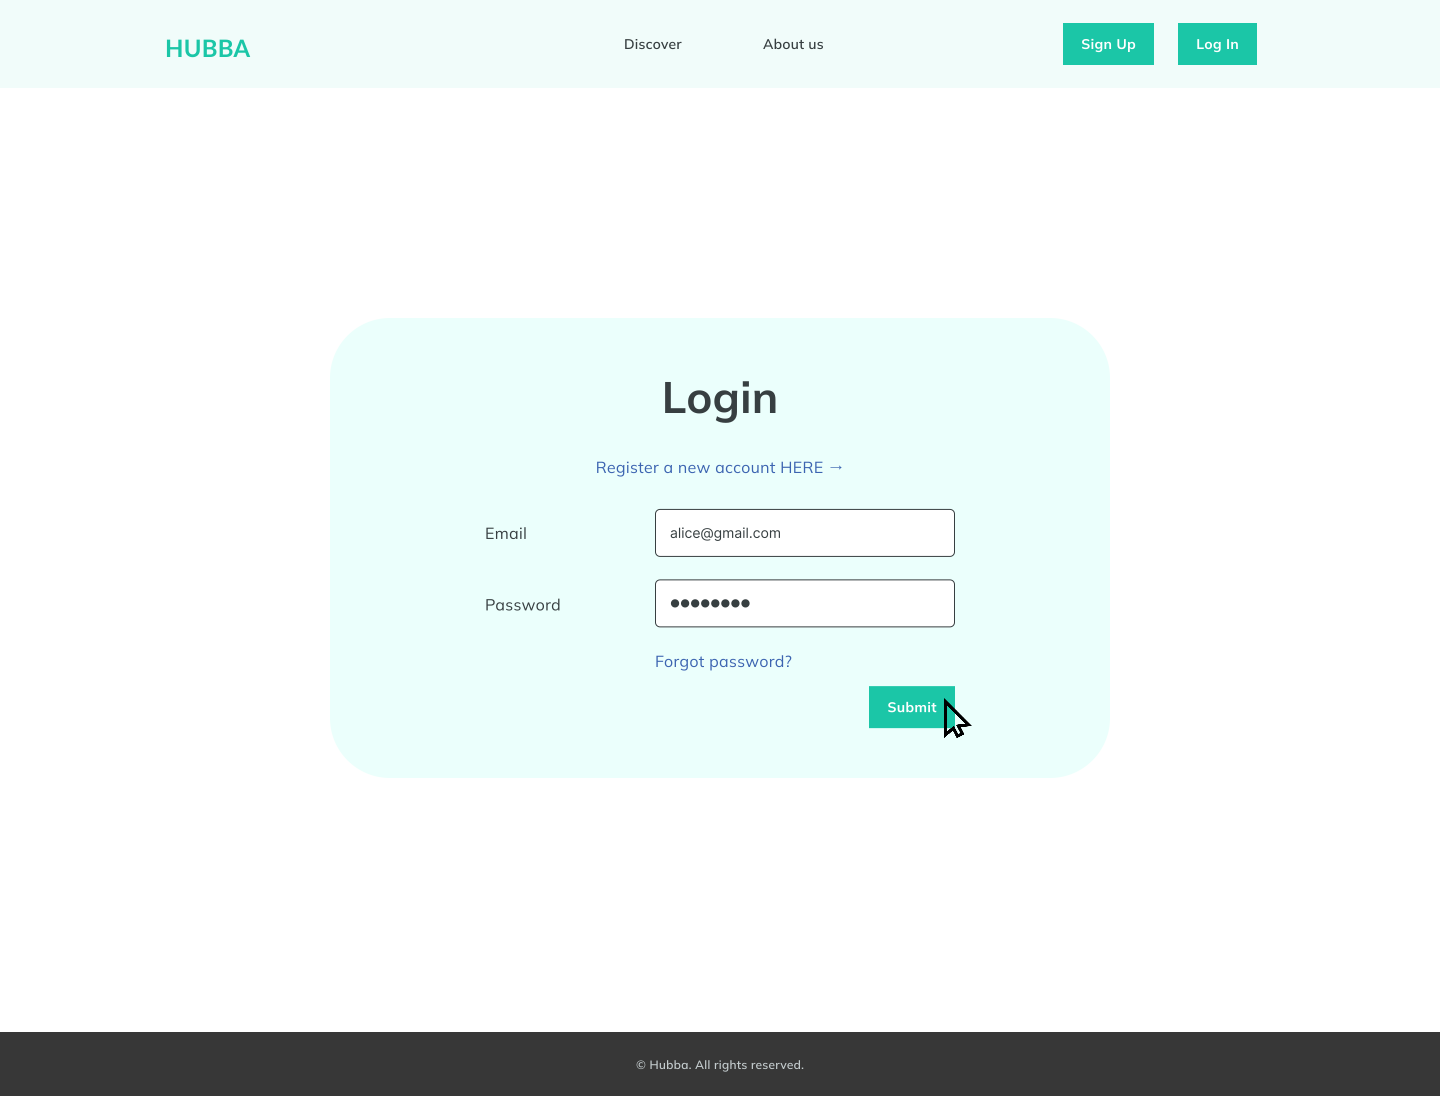 HUBBA
Discover
About us
Sign Up
Log In
Login
Register a new account HERE →
Email
alice@gmail.com
Password
●●●●●●●●
Forgot password?
Submit
© Hubba. All rights reserved.